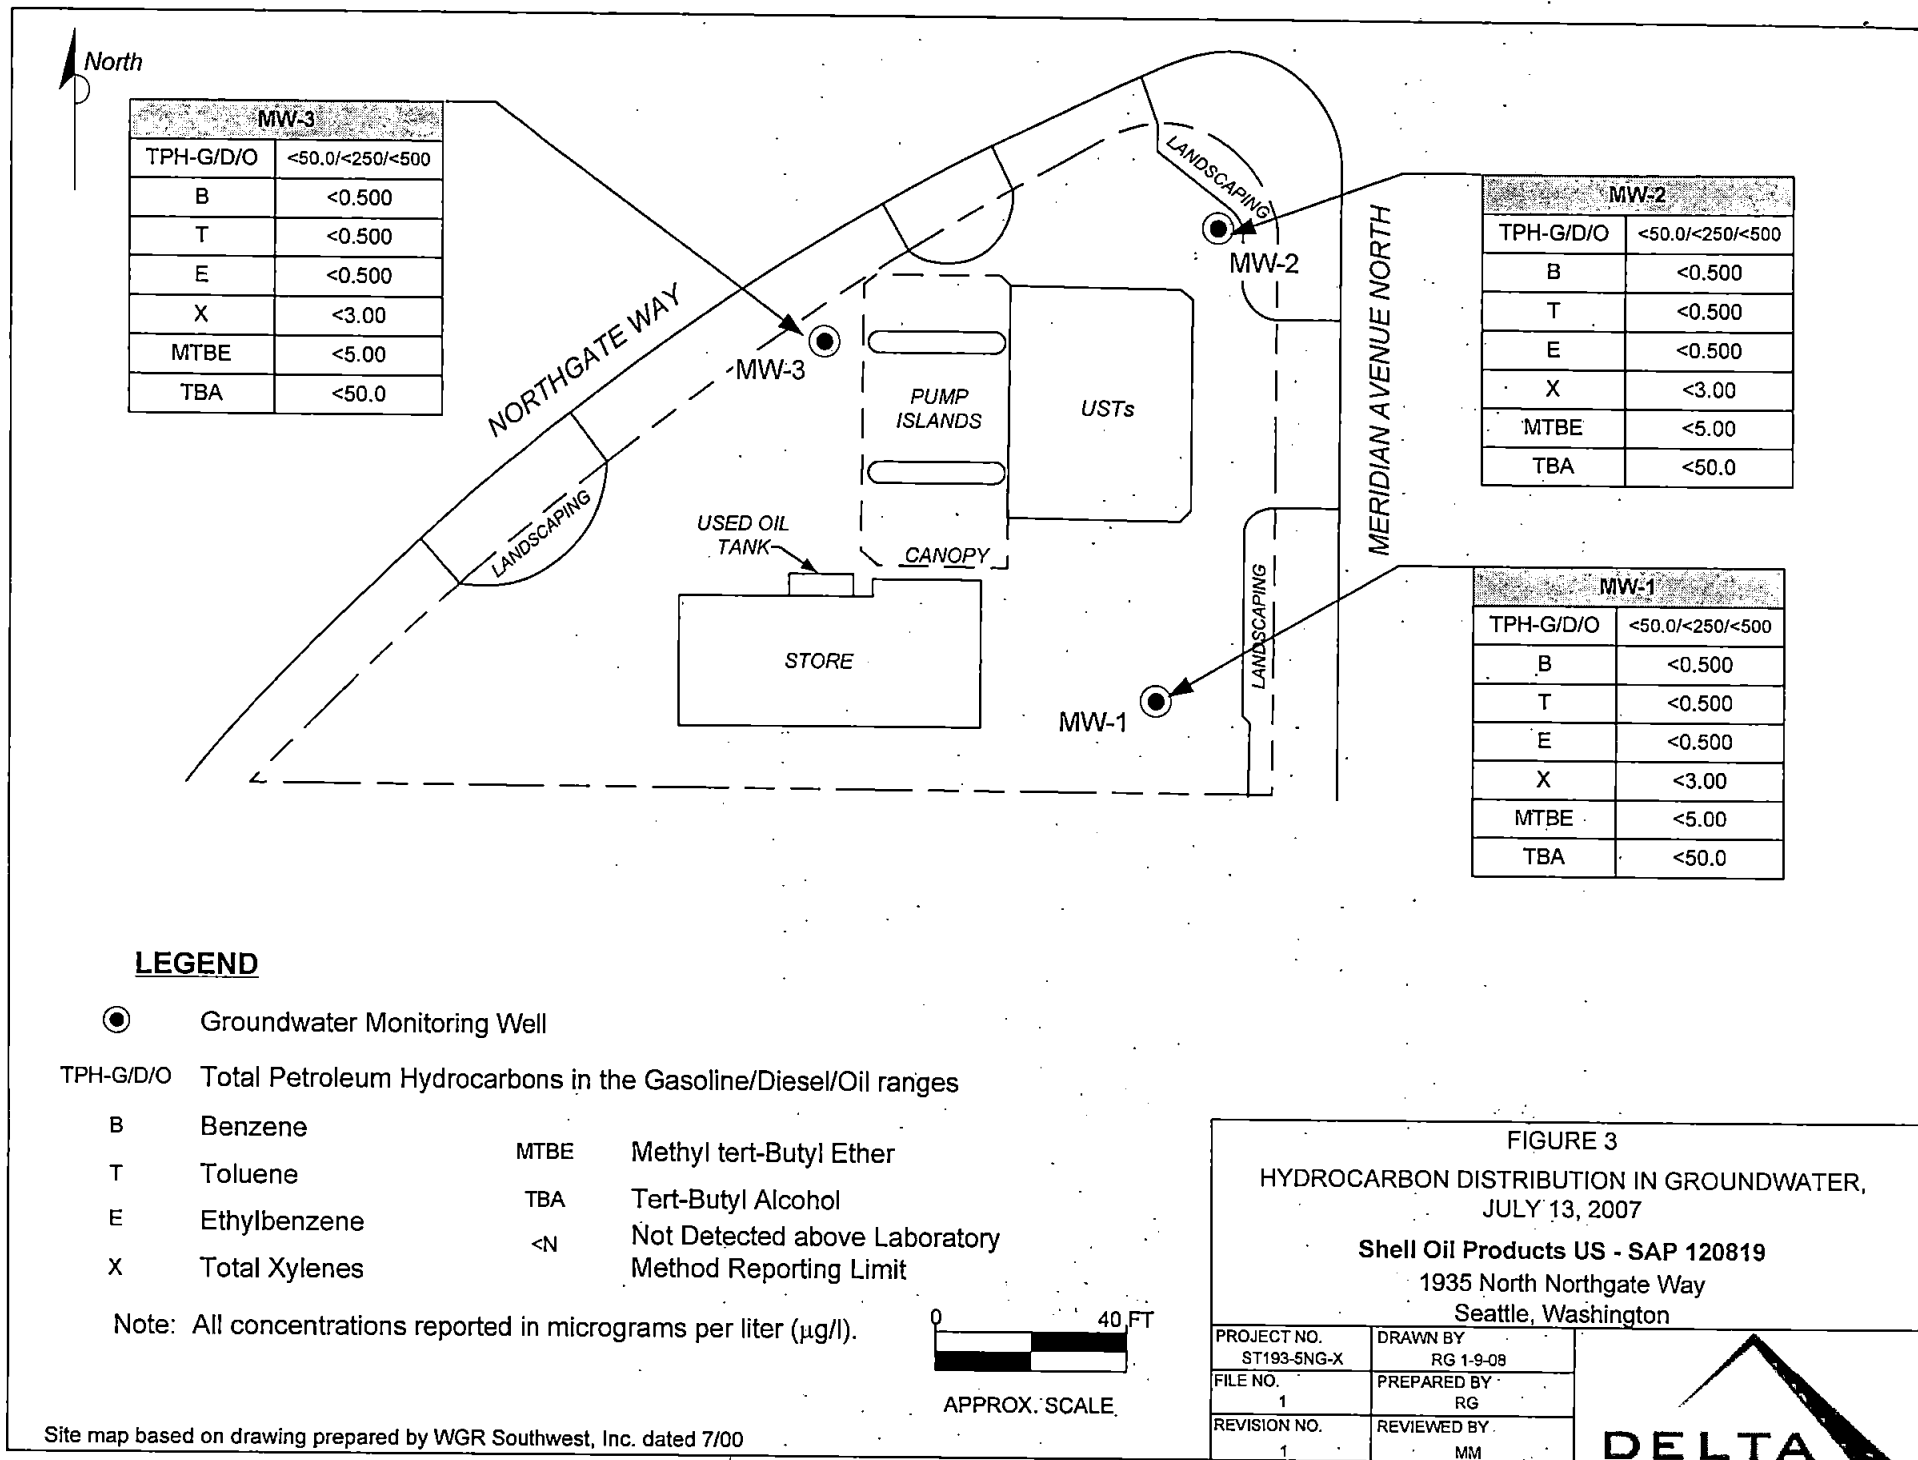 North
MW-3
TPH-G/D/O <50.0/<250/<500
B <0.500
T <0.500
E <0.500
X <3.00
MTBE <5.00
TBA <50.0
LANDSCAPING
MW-2
NORTHGATE WAY
MW-3
PUMP
ISLANDS
USTs
MERIDIAN AVENUE NORTH
MW-2
TPH-G/D/O <50.0/<250/<500
B <0.500
T <0.500
E <0.500
X <3.00
MTBE <5.00
TBA <50.0
LANDSCAPING
USED OIL
TANK
CANOPY
STORE
LANDSCAPING
MW-1
MW-1
TPH-G/D/O <50.0/<250/<500
B <0.500
T <0.500
E <0.500
X <3.00
MTBE <5.00
TBA <50.0
LEGEND
Groundwater Monitoring Well
TPH-G/D/O Total Petroleum Hydrocarbons in the Gasoline/Diesel/Oil ranges
B Benzene
T Toluene
E Ethylbenzene
X Total Xylenes
MTBE Methyl tert-Butyl Ether
TBA Tert-Butyl Alcohol
<N Not Detected above Laboratory
Method Reporting Limit
Note: All concentrations reported in micrograms per liter (µg/l).
0 40 FT
APPROX. SCALE
Site map based on drawing prepared by WGR Southwest, Inc. dated 7/00
FIGURE 3
HYDROCARBON DISTRIBUTION IN GROUNDWATER,
JULY 13, 2007
Shell Oil Products US - SAP 120819
1935 North Northgate Way
Seattle, Washington
PROJECT NO.
ST193-5NG-X
DRAWN BY
RG 1-9-08
FILE NO.
1
PREPARED BY
RG
REVISION NO.
1
REVIEWED BY
MM
DELTA